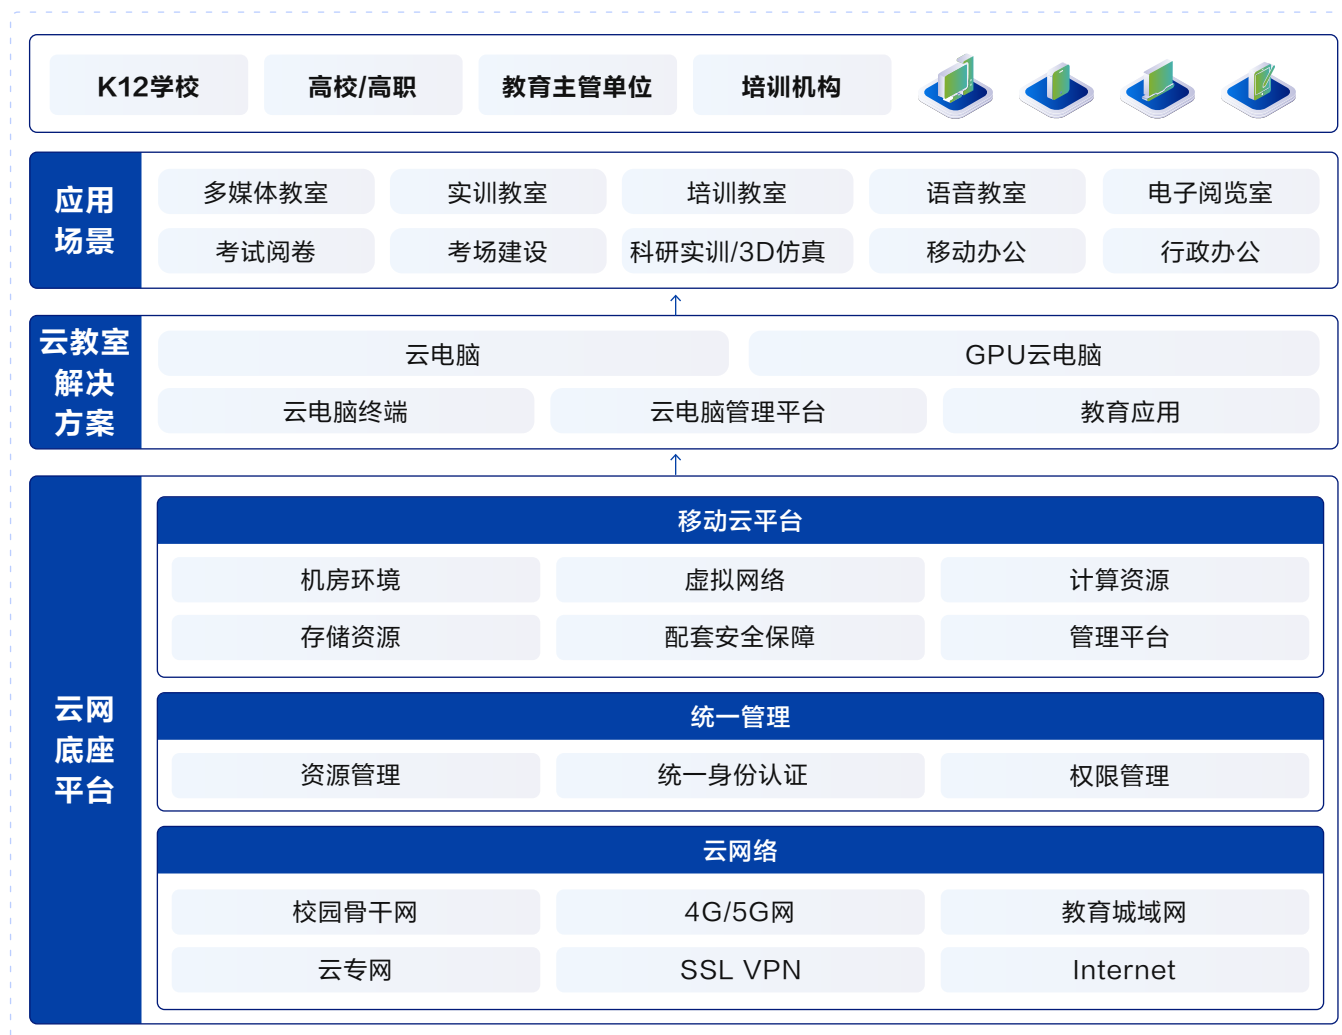 K12学校
高校/高职
教育主管单位
培训机构
应用
场景
多媒体教室
实训教室
培训教室
语音教室
电子阅览室
考试阅卷
考场建设
科研实训/3D仿真
移动办公
行政办公
云教室
解决
方案
云电脑
GPU云电脑
云电脑终端
云电脑管理平台
教育应用
云网
底座
平台
移动云平台
机房环境
虚拟网络
计算资源
存储资源
配套安全保障
管理平台
统一管理
资源管理
统一身份认证
权限管理
云网络
校园骨干网
4G/5G网
教育城域网
云专网
SSL VPN
Internet